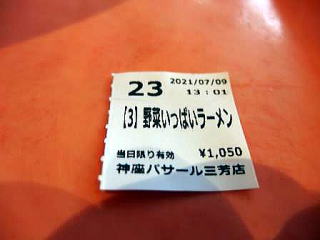 23 2021/07/09
13:01
【3】野菜いっぱいラーメン
当日限り有効 ¥1,050
神座パサール三芳店